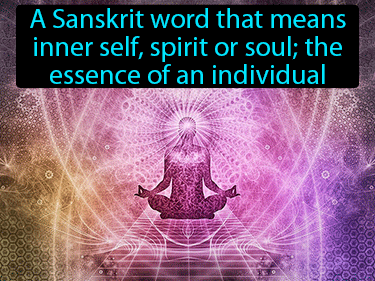 A Sanskrit word that means
inner self, spirit or soul; the
essence of an individual